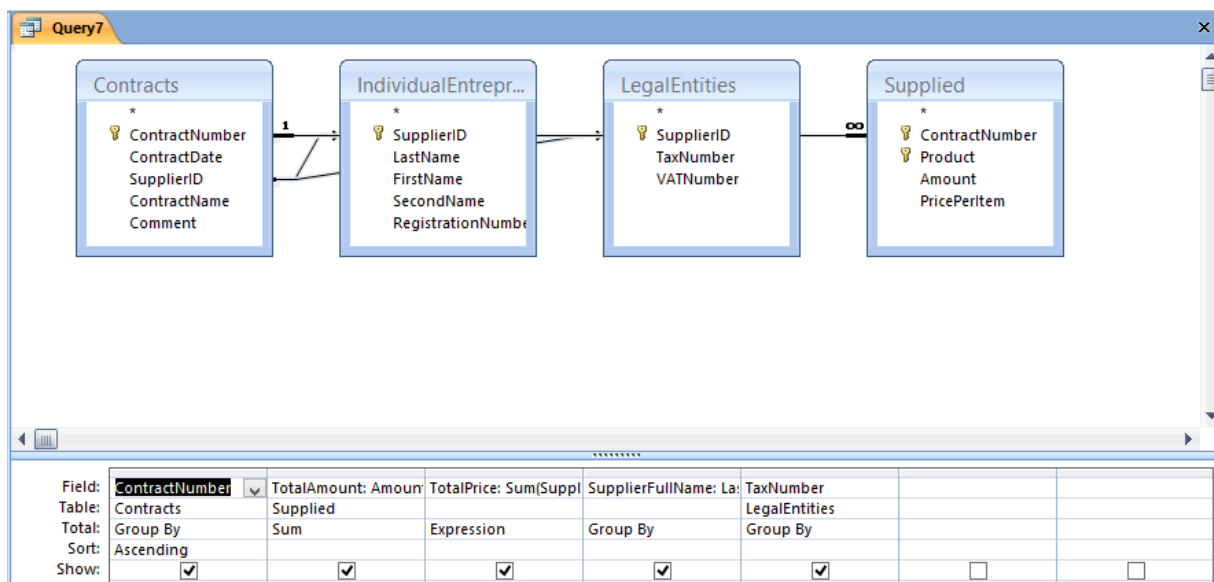 Query7
Contracts
*
ContractNumber
ContractDate
SupplierID
ContractName
Comment
IndividualEntrepr...
*
SupplierID
LastName
FirstName
SecondName
RegistrationNumbe
LegalEntities
*
SupplierID
TaxNumber
VATNumber
Supplied
*
ContractNumber
Product
Amount
PricePerItem
1
∞
Field: ContractNumber TotalAmount: Amoun TotalPrice: Sum(Suppl SupplierFullName: La: TaxNumber
Table: Contracts Supplied LegalEntities
Total: Group By Sum Expression Group By Group By
Sort: Ascending
Show: